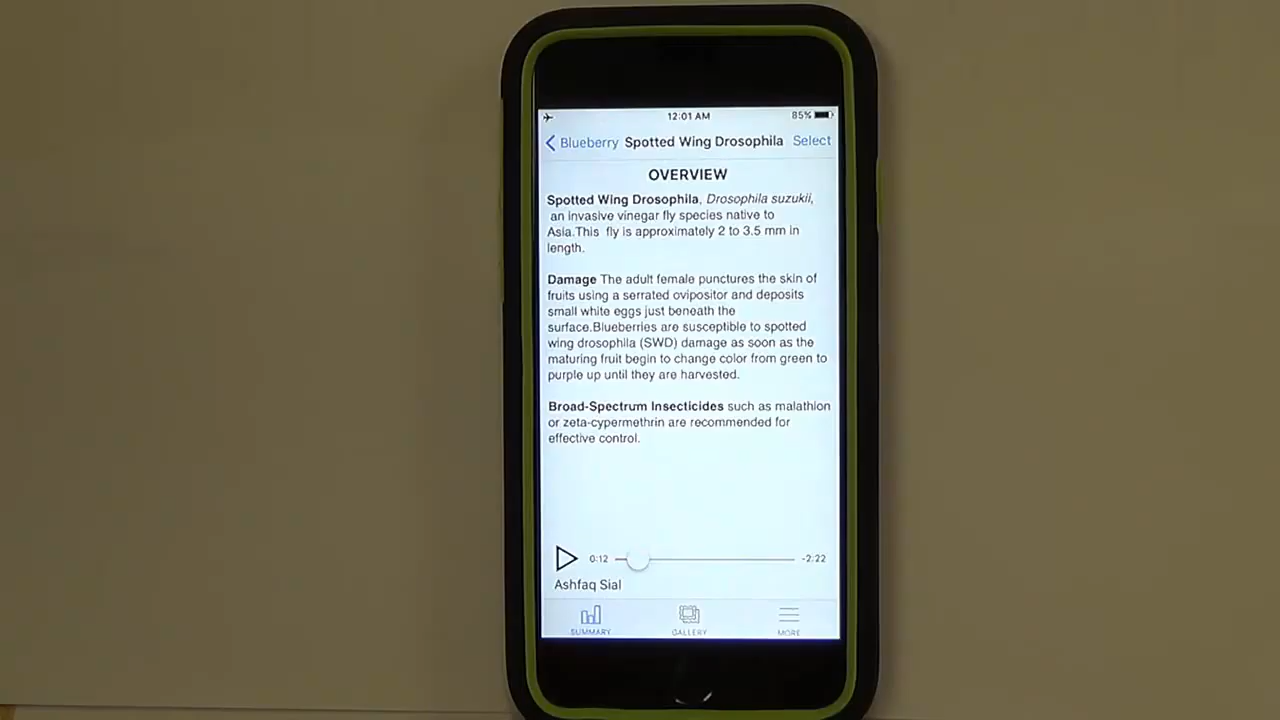 12:01 AM 85%
Blueberry Spotted Wing Drosophila Select
OVERVIEW
Spotted Wing Drosophila, Drosophila suzukii,
an invasive vinegar fly species native to
Asia.This fly is approximately 2 to 3.5 mm in
length.
Damage The adult female punctures the skin of
fruits using a serrated ovipositor and deposits
small white eggs just beneath the
surface.Blueberries are susceptible to spotted
wing drosophila (SWD) damage as soon as the
maturing fruit begin to change color from green to
purple up until they are harvested.
Broad-Spectrum Insecticides such as malathion
or zeta-cypermethrin are recommended for
effective control.
0:12 -2:22
Ashfaq Sial
SUMMARY GALLERY MORE